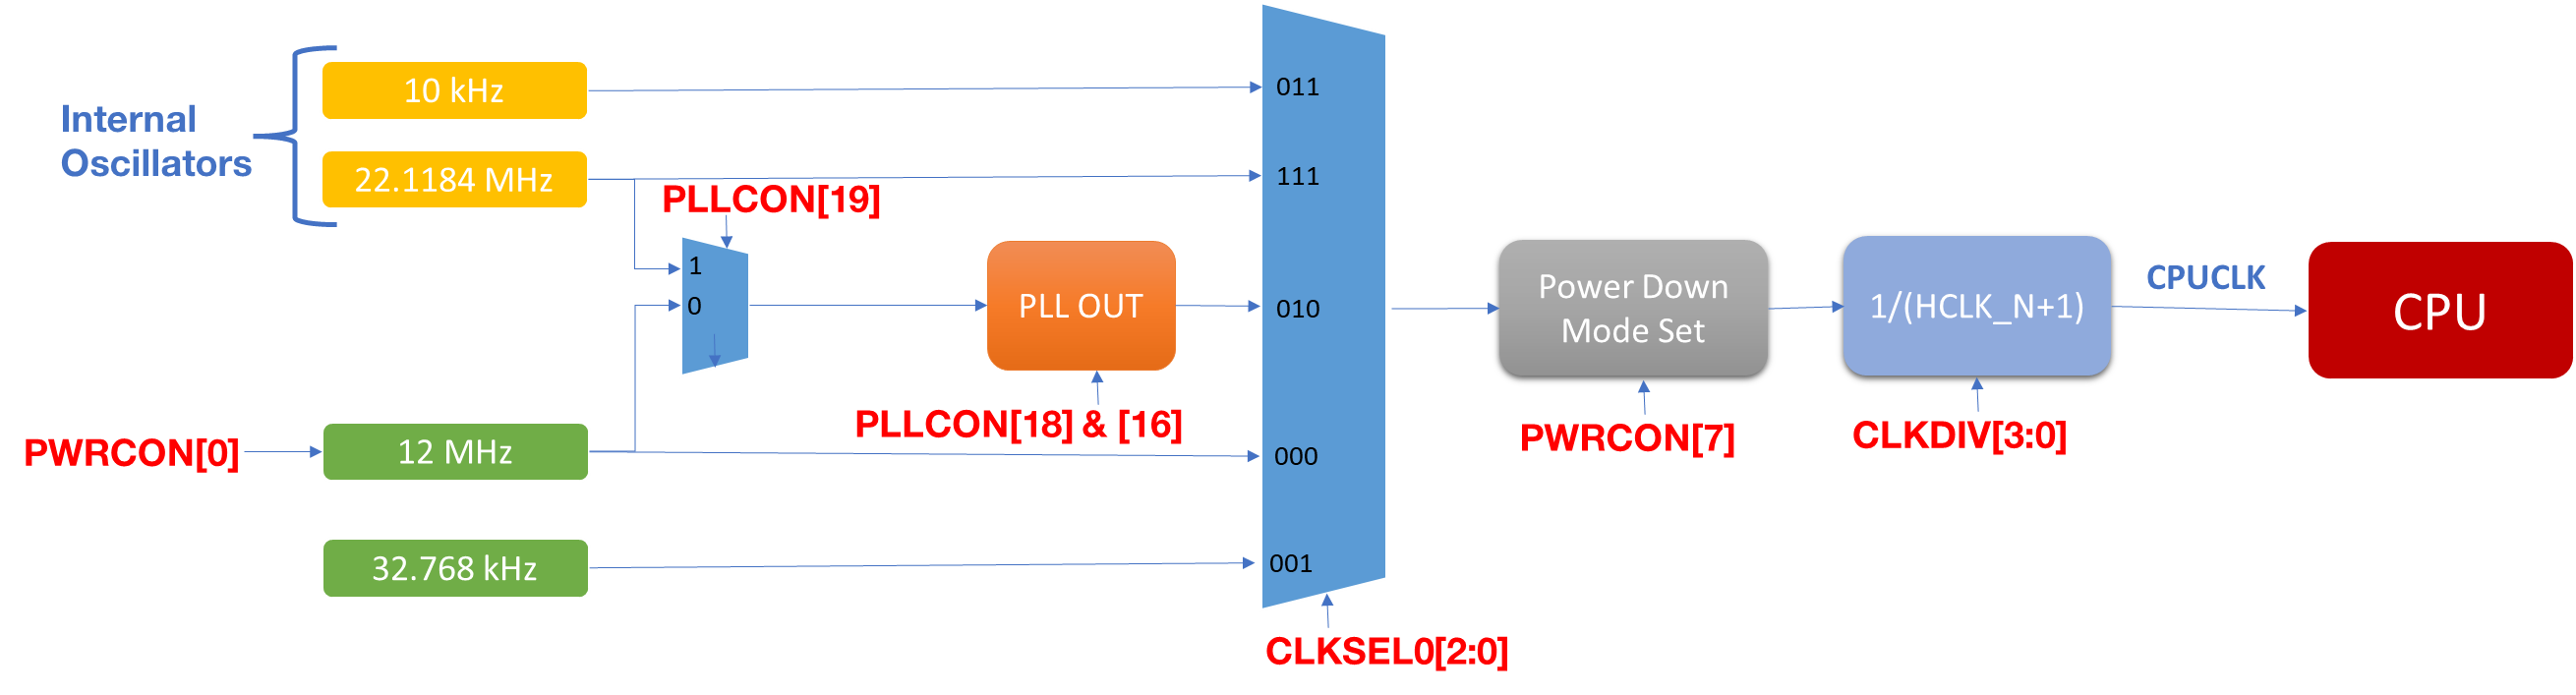 Internal
Oscillators
10 kHz
22.1184 MHz
PLLCON[19]
1
0
PLL OUT
PLLCON[18] & [16]
PWRCON[0]
12 MHz
32.768 kHz
011
111
010
000
001
CLKSEL0[2:0]
Power Down
Mode Set
PWRCON[7]
1/(HCLK_N+1)
CLKDIV[3:0]
CPUCLK
CPU